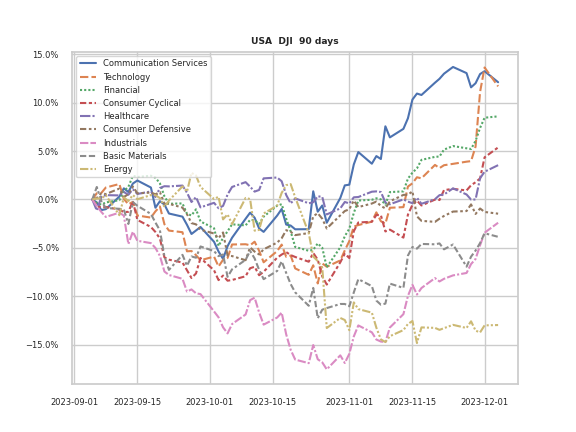 USA DJI 90 days
15.0%
10.0%
5.0%
0.0%
−5.0%
−10.0%
−15.0%
Communication Services
Technology
Financial
Consumer Cyclical
Healthcare
Consumer Defensive
Industrials
Basic Materials
Energy
2023-09-01 2023-09-15 2023-10-01 2023-10-15 2023-11-01 2023-11-15 2023-12-01